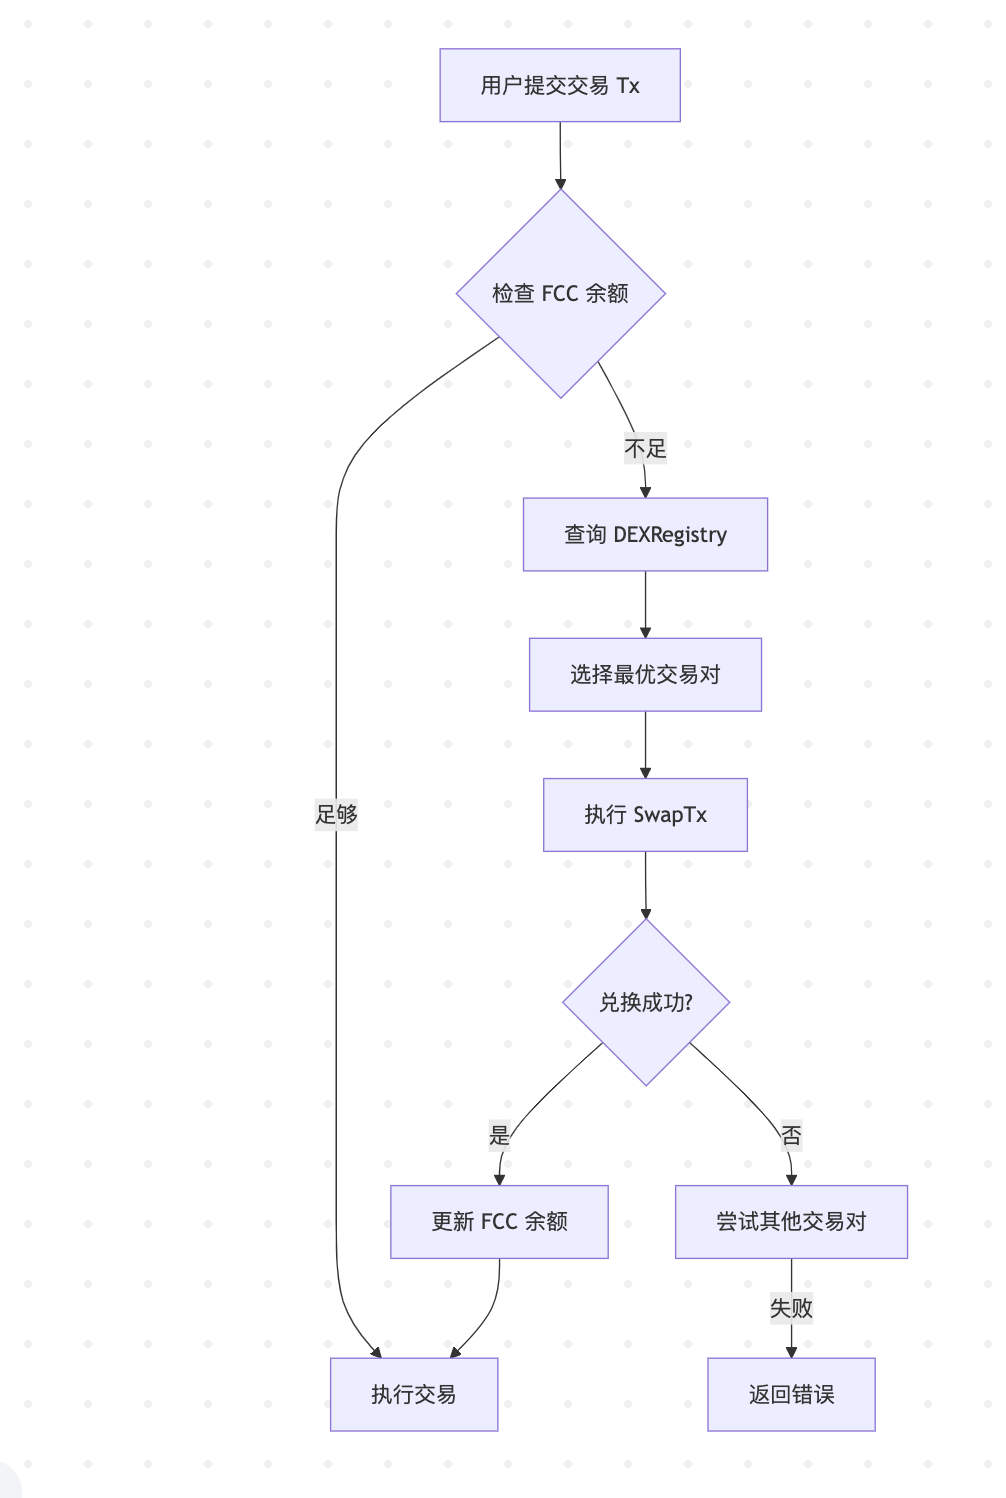 用户提交交易 Tx
检查 FCC 余额
不足
查询 DEXRegistry
选择最优交易对
执行 SwapTx
足够
兑换成功?
是
否
更新 FCC 余额
尝试其他交易对
失败
执行交易
返回错误